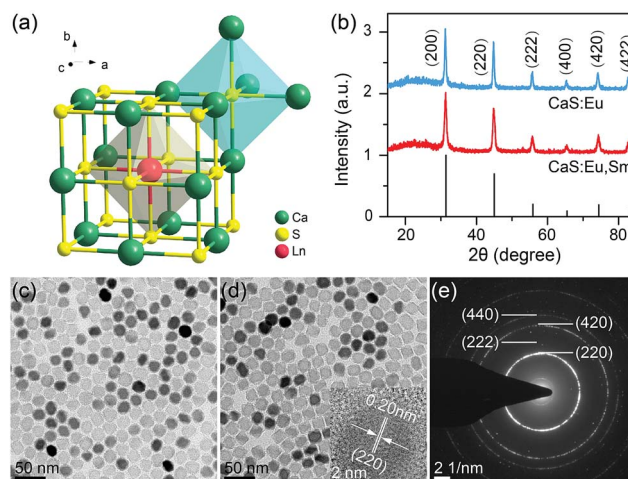 (a)
b
c
a
Ca
S
Ln
(b)
3
2
1
0
Intensity (a.u.)
(200)
(220)
(222)
(400)
(420)
(422)
CaS:Eu
CaS:Eu,Sm
20
40
60
80
2θ (degree)
(c)
50 nm
(d)
50 nm
0.20nm
(220)
2 nm
(e)
(440)
(420)
(222)
(220)
2 1/nm